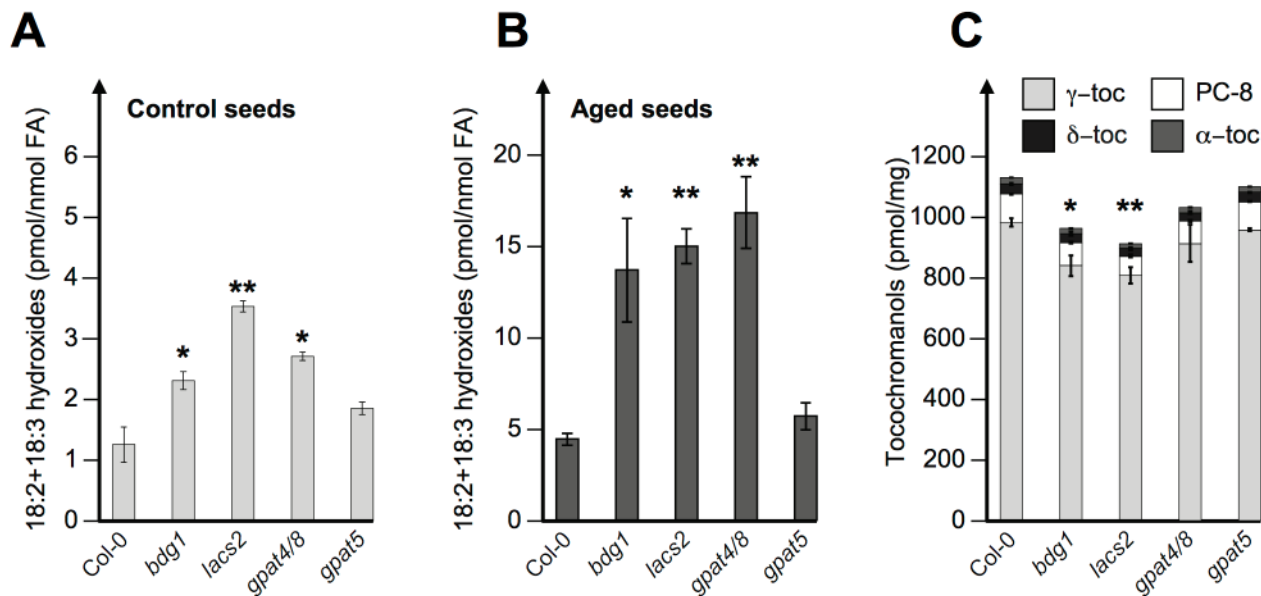 A
Control seeds
18:2+18:3 hydroxides (pmol/nmol FA)
6
5
4
3
2
1
0
*
**
*
Col-0
bdg1
lacs2
gpat4/8
gpat5
B
Aged seeds
18:2+18:3 hydroxides (pmol/nmol FA)
20
15
10
5
0
*
**
**
Col-0
bdg1
lacs2
gpat4/8
gpat5
C
γ-toc
PC-8
δ-toc
α-toc
Tocochromanols (pmol/mg)
1200
1000
800
600
400
200
0
*
**
Col-0
bdg1
lacs2
gpat4/8
gpat5